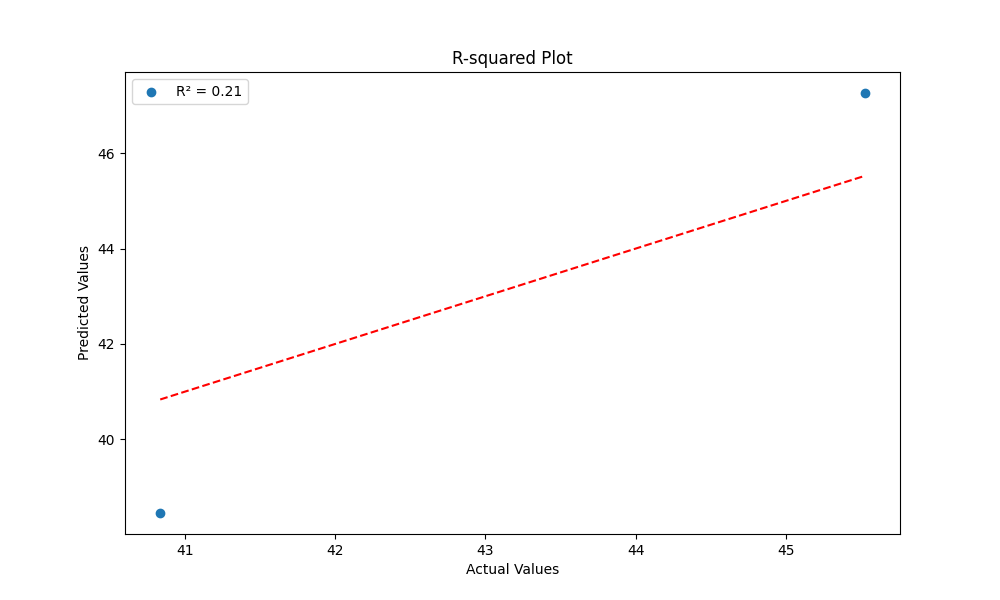 R-squared Plot
R² = 0.21
46
44
42
40
Predicted Values
41
42
43
44
45
Actual Values